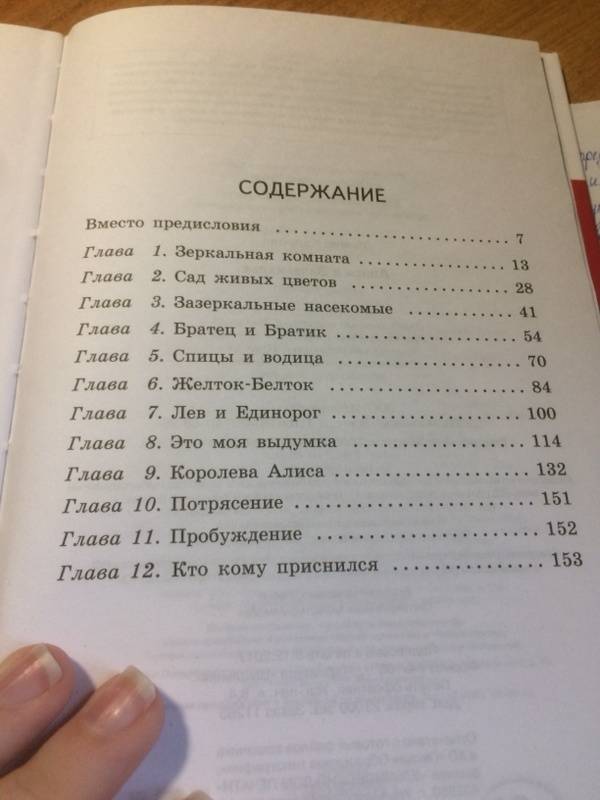 СОДЕРЖАНИЕ
Вместо предисловия .......................... 7
Глава 1. Зеркальная комната .................. 13
Глава 2. Сад живых цветов .................... 28
Глава 3. Зазеркальные насекомые .............. 41
Глава 4. Братец и Братик ..................... 54
Глава 5. Спицы и водица ...................... 70
Глава 6. Желток-Белток ....................... 84
Глава 7. Лев и Единорог ...................... 100
Глава 8. Это моя выдумка ..................... 114
Глава 9. Королева Алиса ...................... 132
Глава 10. Потрясение ......................... 151
Глава 11. Пробуждение ........................ 152
Глава 12. Кто кому приснился ................. 153